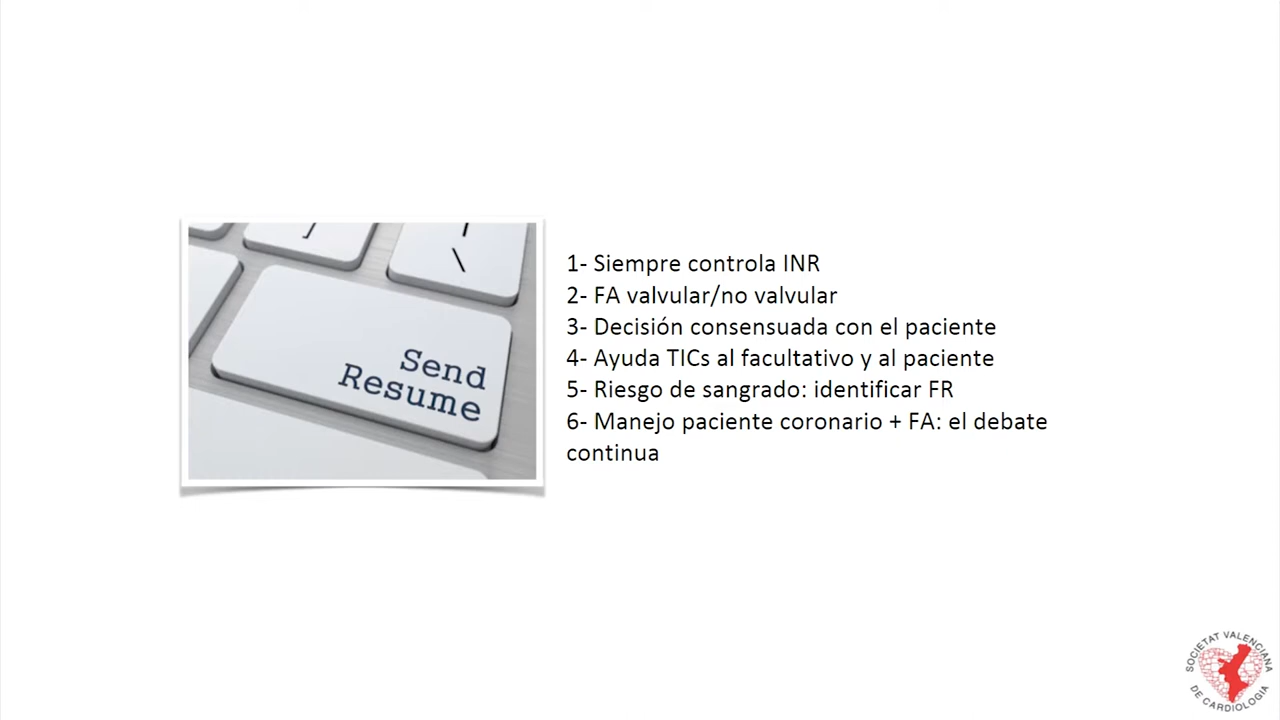 ]
\
Send
Resume
1- Siempre controla INR
2- FA valvular/no valvular
3- Decisión consensuada con el paciente
4- Ayuda TICs al facultativo y al paciente
5- Riesgo de sangrado: identificar FR
6- Manejo paciente coronario + FA: el debate
continua
SOCIETAT VALENCIANA
DE CARDIOLOGIA